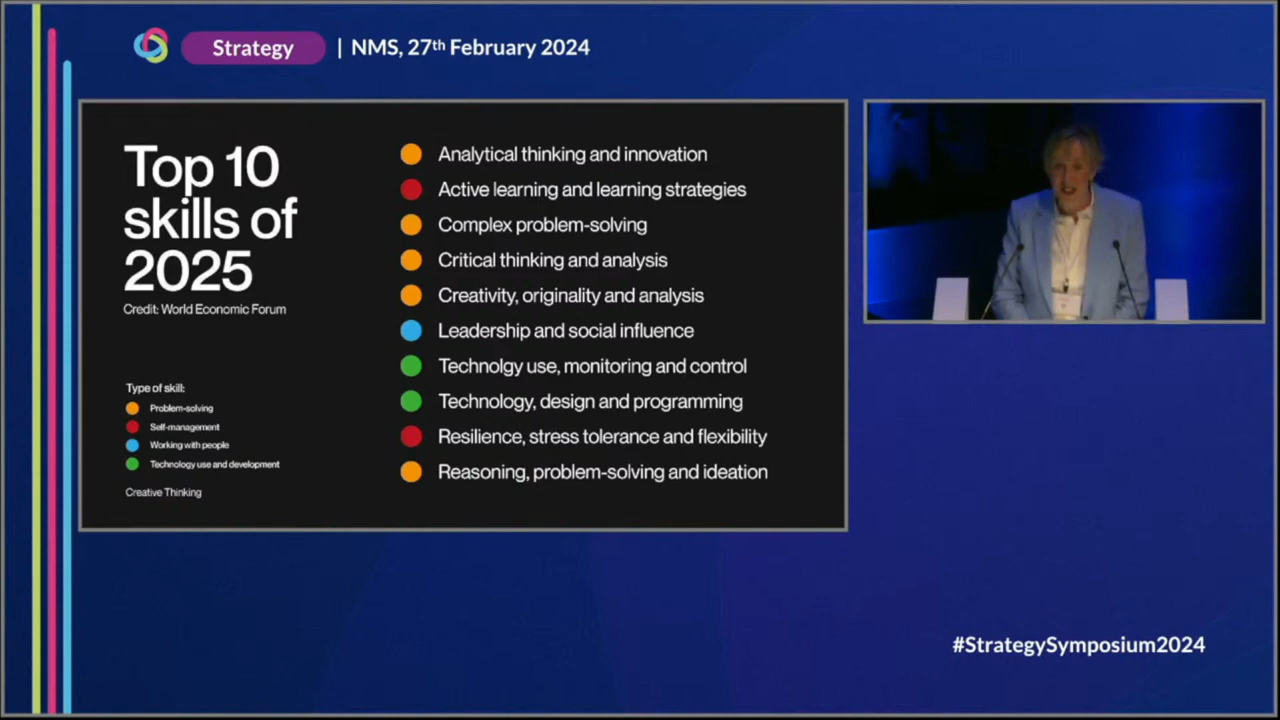 Strategy | NMS, 27th February 2024
Top 10
skills of
2025
Credit: World Economic Forum
Type of skill:
Problem-solving
Self-management
Working with people
Technology use and development
Creative Thinking
Analytical thinking and innovation
Active learning and learning strategies
Complex problem-solving
Critical thinking and analysis
Creativity, originality and analysis
Leadership and social influence
Technolgy use, monitoring and control
Technology, design and programming
Resilience, stress tolerance and flexibility
Reasoning, problem-solving and ideation
#StrategySymposium2024